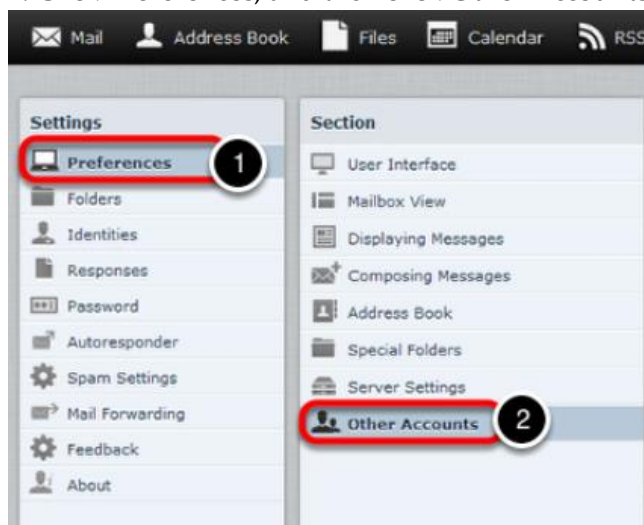 Mail Address Book Files Calendar RSS
Settings
Preferences 1
Folders
Identities
Responses
Password
Autoresponder
Spam Settings
Mail Forwarding
Feedback
About
Section
User Interface
Mailbox View
Displaying Messages
Composing Messages
Address Book
Special Folders
Server Settings
Other Accounts 2